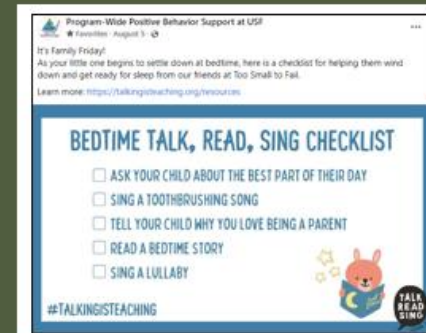 Program-Wide Positive Behavior Support at USF
Favorites · August 5 ·
It's Family Friday!
As your little one begins to settle down at bedtime, here is a checklist for helping them wind
down and get ready for sleep from our friends at Too Small to Fail.
Learn more: https://talkingisteaching.org/resources
BEDTIME TALK, READ, SING CHECKLIST
ASK YOUR CHILD ABOUT THE BEST PART OF THEIR DAY
SING A TOOTHBRUSHING SONG
TELL YOUR CHILD WHY YOU LOVE BEING A PARENT
READ A BEDTIME STORY
SING A LULLABY
#TALKINGISTEACHING
TALK
READ
SING